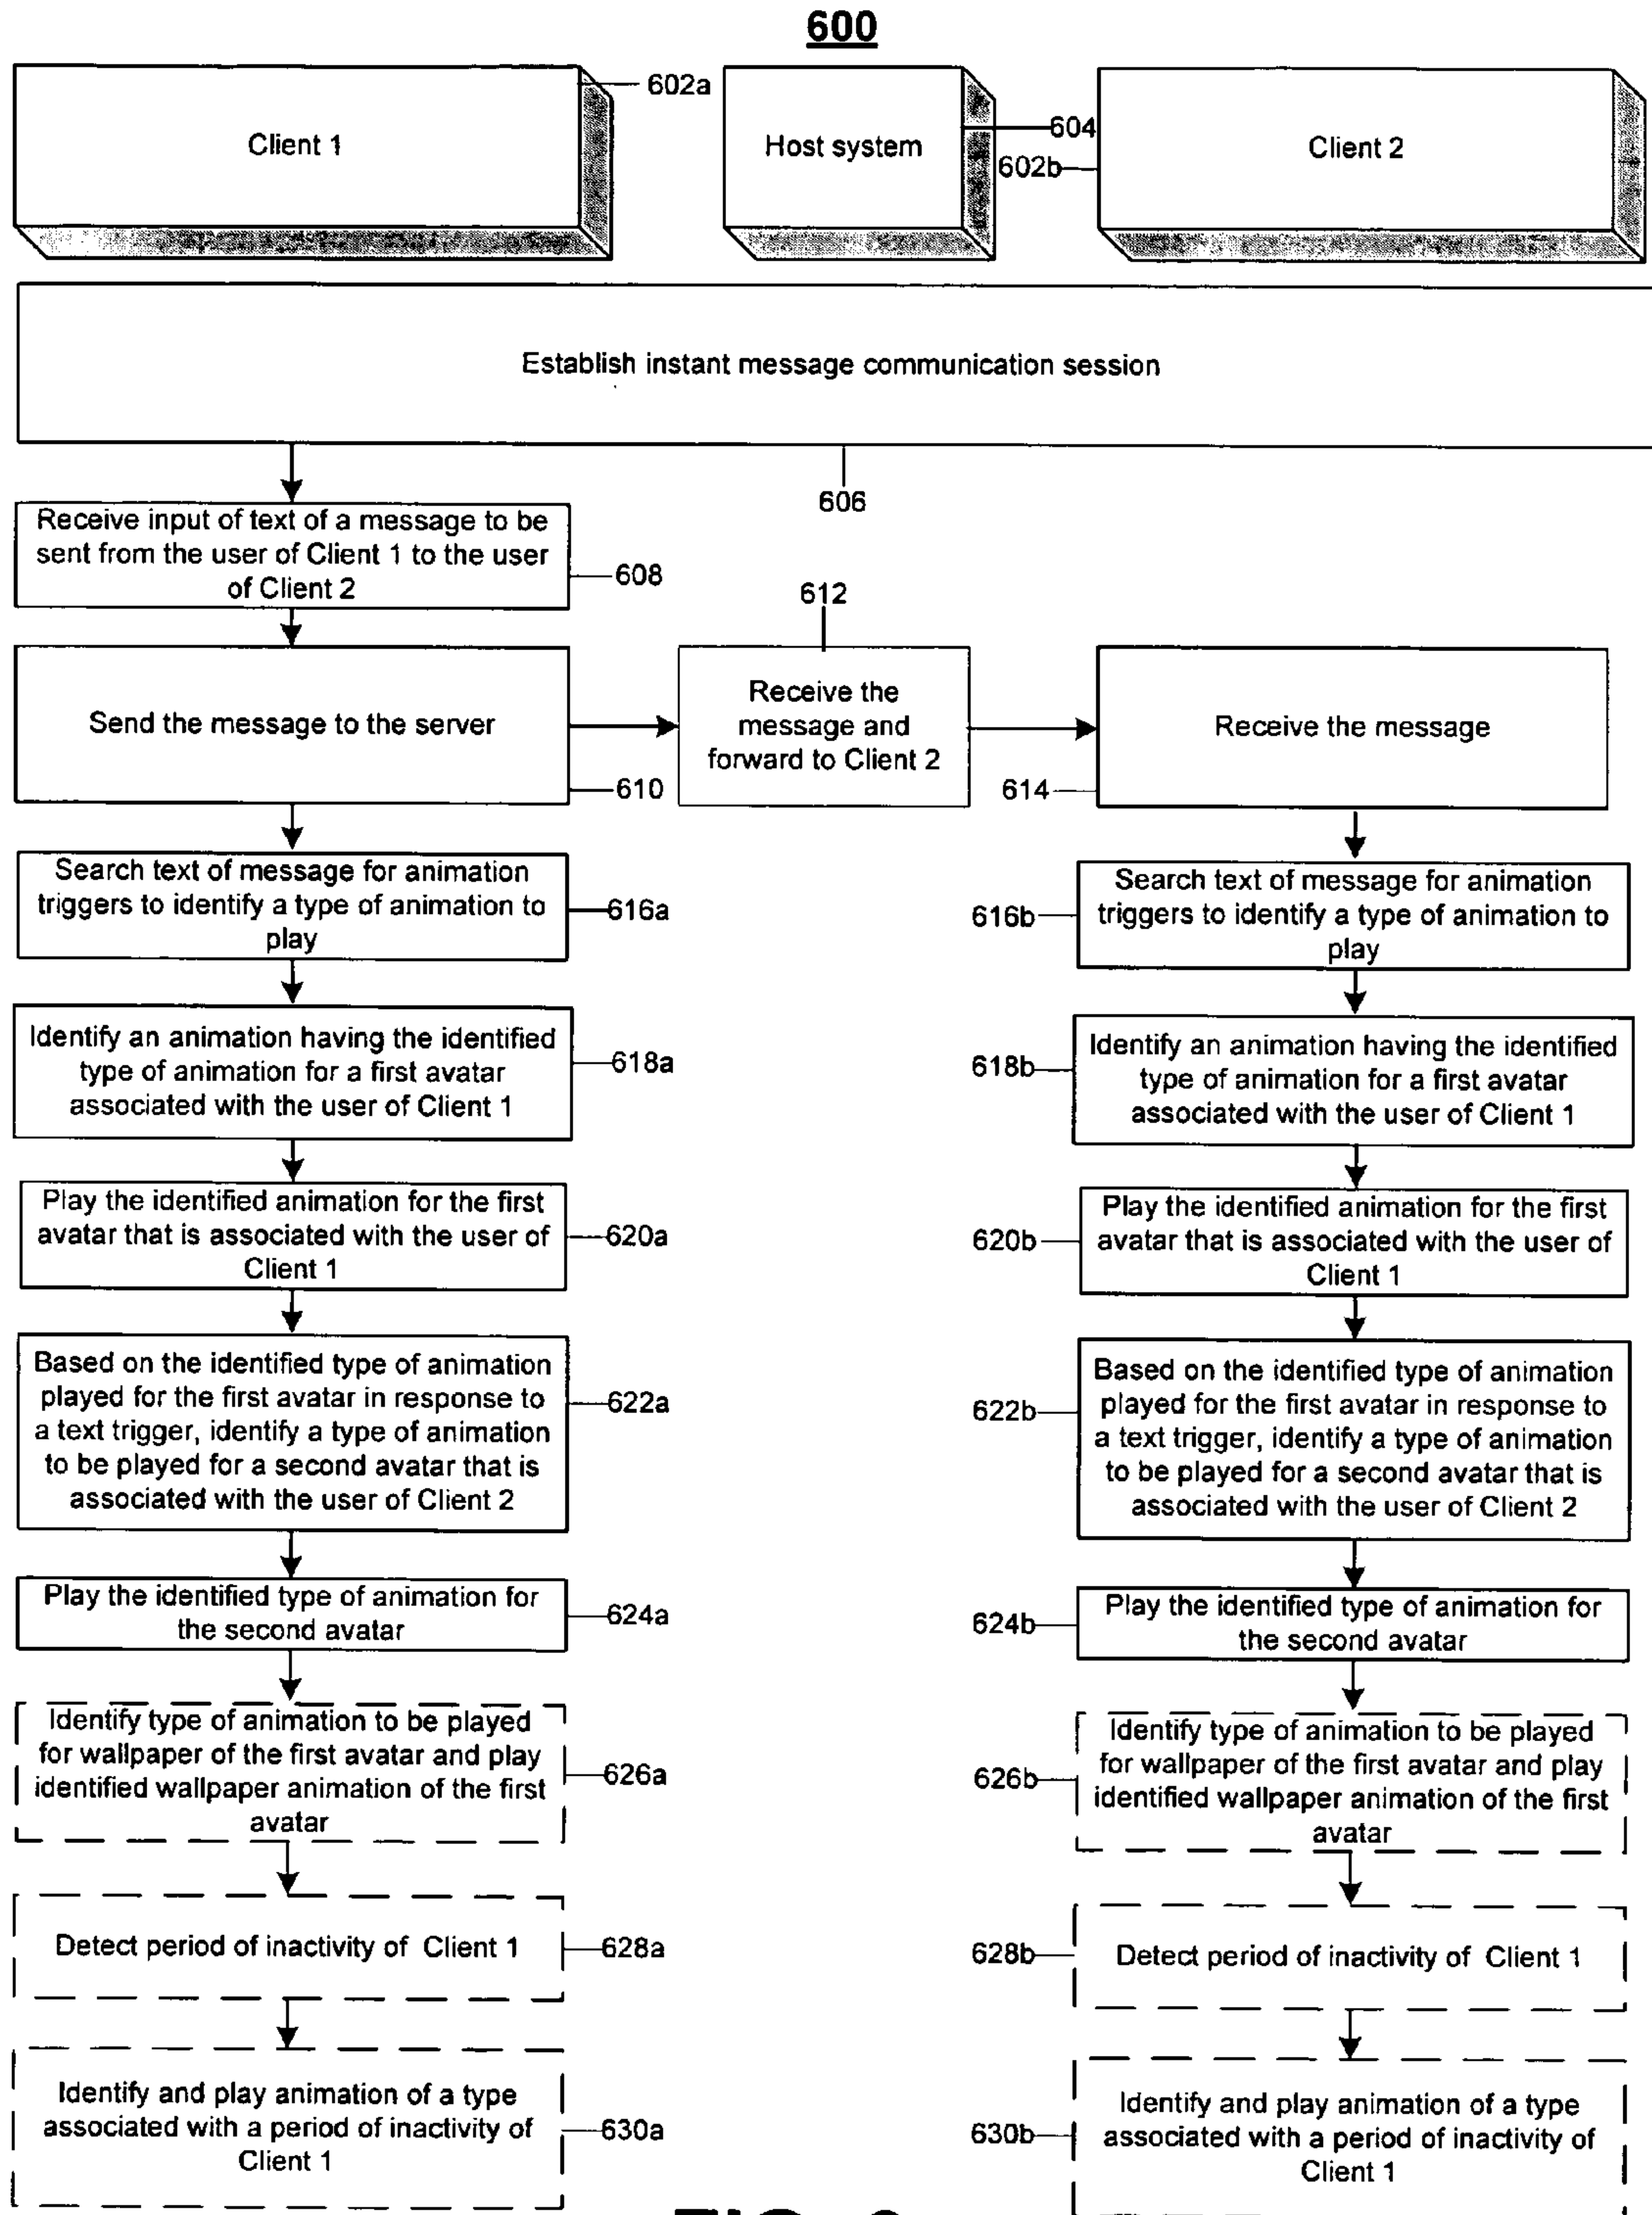 600
Client 1
602a
Host system
604
602b
Client 2
Establish instant message communication session
606
Receive input of text of a message to be
sent from the user of Client 1 to the user
of Client 2
608
612
Send the message to the server
610
Receive the
message and
forward to Client 2
Receive the message
614
Search text of message for animation
triggers to identify a type of animation to
play
616a
616b
Search text of message for animation
triggers to identify a type of animation to
play
Identify an animation having the identified
type of animation for a first avatar
associated with the user of Client 1
618a
618b
Identify an animation having the identified
type of animation for a first avatar
associated with the user of Client 1
Play the identified animation for the first
avatar that is associated with the user of
Client 1
620a
620b
Play the identified animation for the first
avatar that is associated with the user of
Client 1
Based on the identified type of animation
played for the first avatar in response to
a text trigger, identify a type of animation
to be played for a second avatar that is
associated with the user of Client 2
622a
622b
Based on the identified type of animation
played for the first avatar in response to
a text trigger, identify a type of animation
to be played for a second avatar that is
associated with the user of Client 2
Play the identified type of animation for
the second avatar
624a
624b
Play the identified type of animation for
the second avatar
Identify type of animation to be played
for wallpaper of the first avatar and play
identified wallpaper animation of the first
avatar
626a
626b
Identify type of animation to be played
for wallpaper of the first avatar and play
identified wallpaper animation of the first
avatar
Detect period of inactivity of Client 1
628a
628b
Detect period of inactivity of Client 1
Identify and play animation of a type
associated with a period of inactivity of
Client 1
630a
630b
Identify and play animation of a type
associated with a period of inactivity of
Client 1